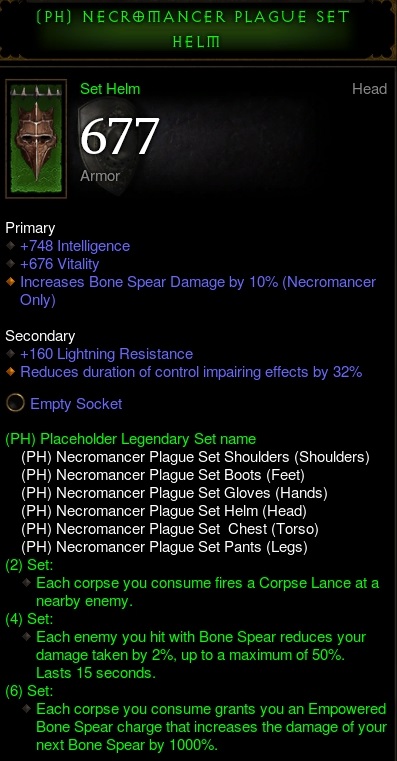 (PH) NECROMANCER PLAGUE SET
HELM
Set Helm
Head
677
Armor
Primary
+748 Intelligence
+676 Vitality
Increases Bone Spear Damage by 10% (Necromancer
Only)
Secondary
+160 Lightning Resistance
Reduces duration of control impairing effects by 32%
Empty Socket
(PH) Placeholder Legendary Set name
(PH) Necromancer Plague Set Shoulders (Shoulders)
(PH) Necromancer Plague Set Boots (Feet)
(PH) Necromancer Plague Set Gloves (Hands)
(PH) Necromancer Plague Set Helm (Head)
(PH) Necromancer Plague Set  Chest (Torso)
(PH) Necromancer Plague Set Pants (Legs)
(2) Set:
Each corpse you consume fires a Corpse Lance at a
nearby enemy.
(4) Set:
Each enemy you hit with Bone Spear reduces your
damage taken by 2%, up to a maximum of 50%.
Lasts 15 seconds.
(6) Set:
Each corpse you consume grants you an Empowered
Bone Spear charge that increases the damage of your
next Bone Spear by 1000%.